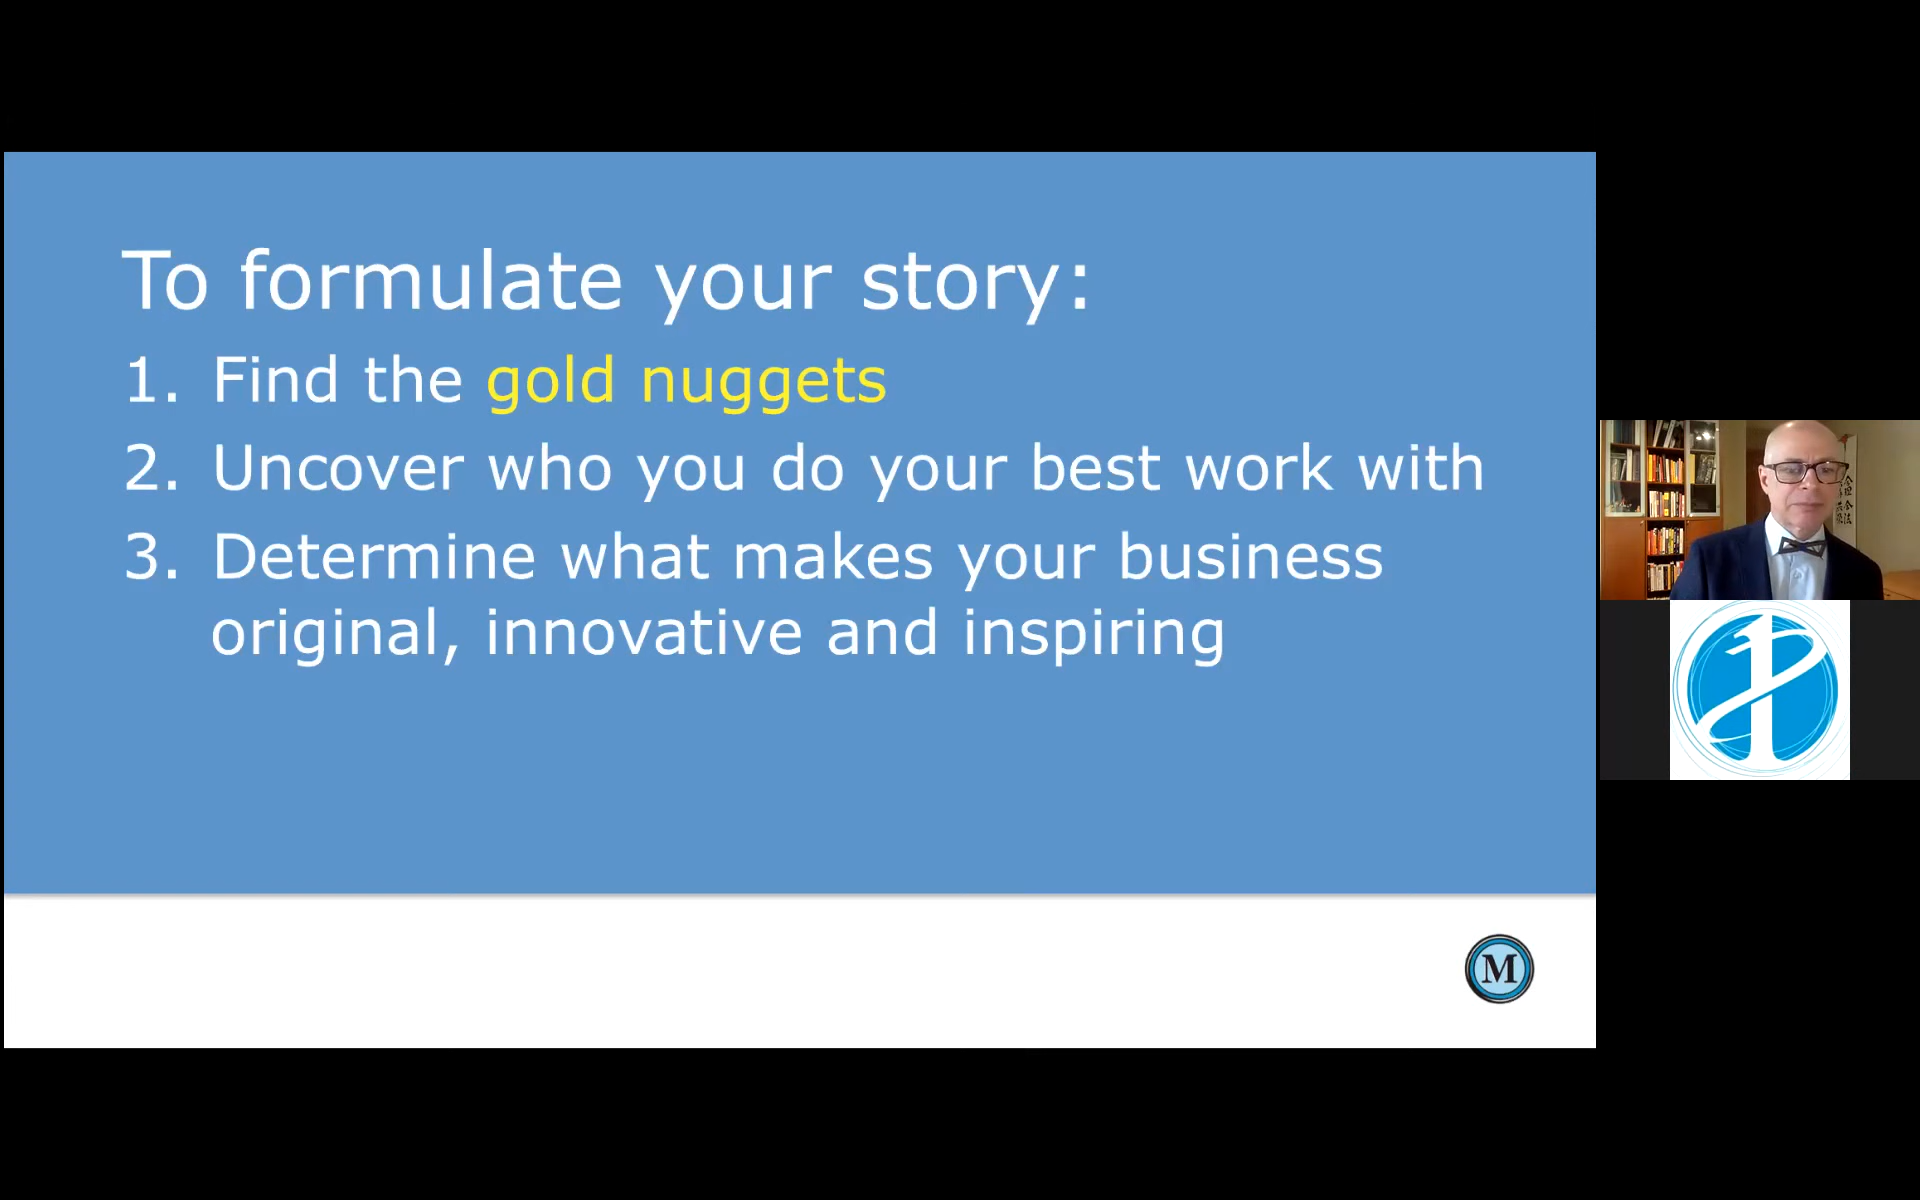 To formulate your story:
1. Find the gold nuggets
2. Uncover who you do your best work with
3. Determine what makes your business
original, innovative and inspiring
M